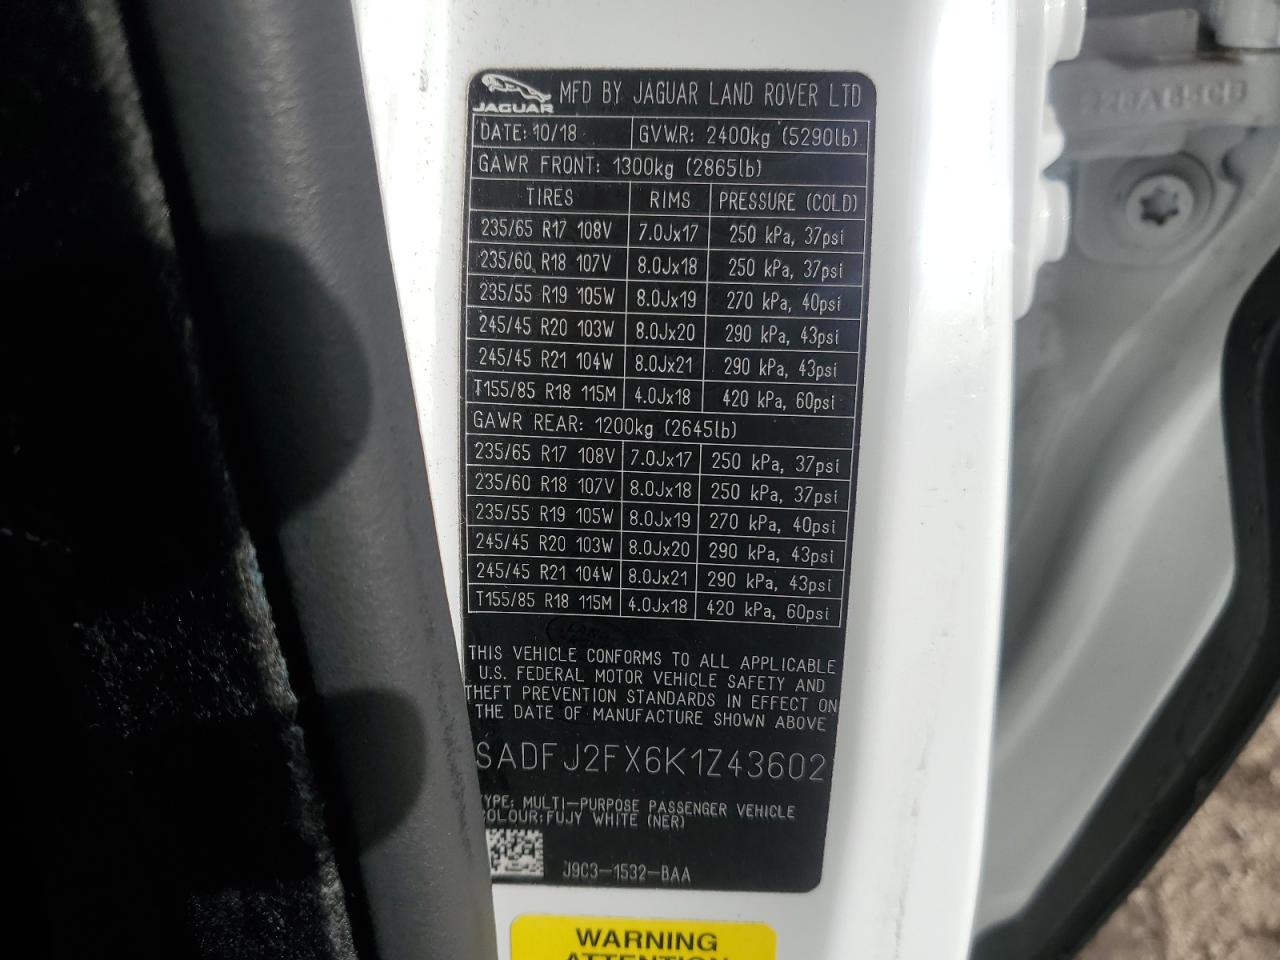 JAGUAR MFD BY JAGUAR LAND ROVER LTD
DATE: 10/18 GVWR: 2400kg (5290lb)
GAWR FRONT: 1300kg (2865lb)
TIRES RIMS PRESSURE (COLD)
235/65 R17 108V 7.0Jx17 250 kPa, 37psi
235/60 R18 107V 8.0Jx18 250 kPa, 37psi
235/55 R19 105W 8.0Jx19 270 kPa, 40psi
245/45 R20 103W 8.0Jx20 290 kPa, 43psi
245/45 R21 104W 8.0Jx21 290 kPa, 43psi
T155/85 R18 115M 4.0Jx18 420 kPa, 60psi
GAWR REAR: 1200kg (2645lb)
235/65 R17 108V 7.0Jx17 250 kPa, 37psi
235/60 R18 107V 8.0Jx18 250 kPa, 37psi
235/55 R19 105W 8.0Jx19 270 kPa, 40psi
245/45 R20 103W 8.0Jx20 290 kPa, 43psi
245/45 R21 104W 8.0Jx21 290 kPa, 43psi
T155/85 R18 115M 4.0Jx18 420 kPa, 60psi
THIS VEHICLE CONFORMS TO ALL APPLICABLE
U.S. FEDERAL MOTOR VEHICLE SAFETY AND
THEFT PREVENTION STANDARDS IN EFFECT ON
THE DATE OF MANUFACTURE SHOWN ABOVE
SADFJ2FX6K1Z43602
TYPE: MULTI-PURPOSE PASSENGER VEHICLE
COLOUR:FUJY WHITE (NER)
J9C3-1532-BAA
WARNING
ATTENTION